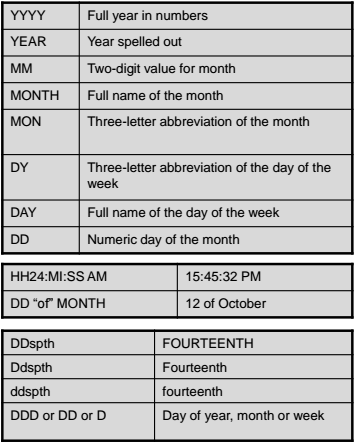 YYYY Full year in numbers
YEAR Year spelled out
MM Two-digit value for month
MONTH Full name of the month
MON Three-letter abbreviation of the month
DY Three-letter abbreviation of the day of the
week
DAY Full name of the day of the week
DD Numeric day of the month
HH24:MI:SS AM 15:45:32 PM
DD “of” MONTH 12 of October
DDspth FOURTEENTH
Ddspth Fourteenth
ddspth fourteenth
DDD or DD or D Day of year, month or week